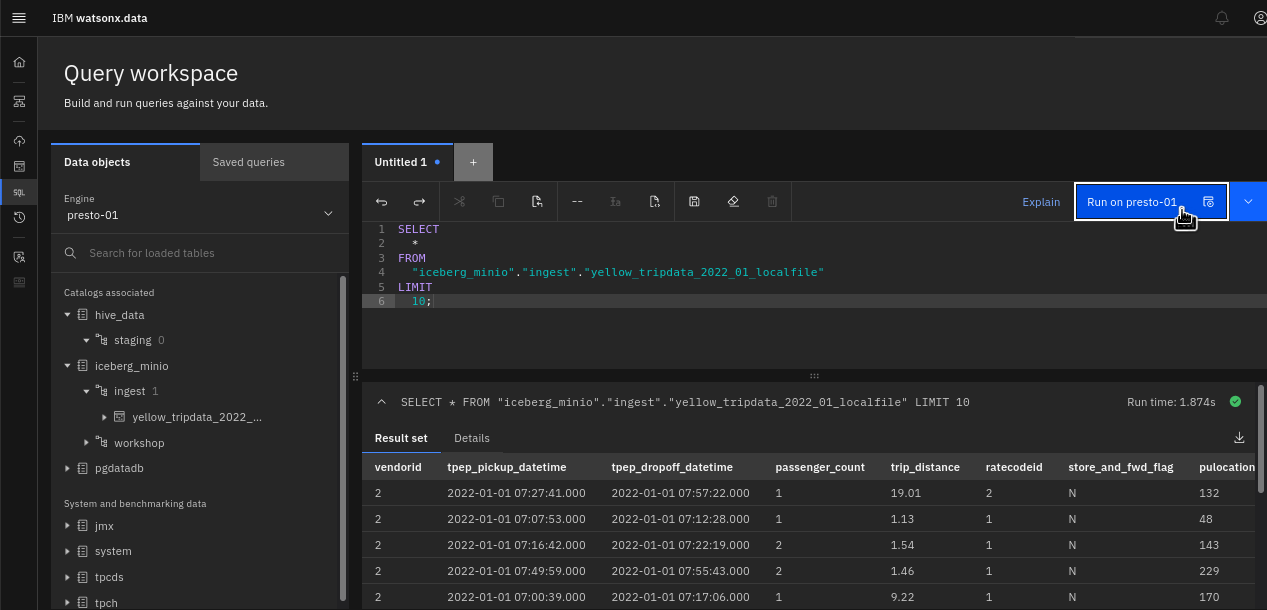 IBM watsonx.data
Query workspace
Build and run queries against your data.
Data objects
Saved queries
Engine
presto-01
Search for loaded tables
Catalogs associated
hive_data
staging 0
iceberg_minio
ingest 1
yellow_tripdata_2022_...
workshop
pgdatadb
System and benchmarking data
jmx
system
tpcds
tpch
SQL
Untitled 1
+
--
Explain
Run on presto-01
1 SELECT
2 *
3 FROM
4 "iceberg_minio"."ingest"."yellow_tripdata_2022_01_localfile"
5 LIMIT
6 10;
SELECT * FROM "iceberg_minio"."ingest"."yellow_tripdata_2022_01_localfile" LIMIT 10
Run time: 1.874s
Result set
Details
vendorid tpep_pickup_datetime tpep_dropoff_datetime passenger_count trip_distance ratecodeid store_and_fwd_flag pulocation
2 2022-01-01 07:27:41.000 2022-01-01 07:57:22.000 1 19.01 2 N 132
2 2022-01-01 07:07:53.000 2022-01-01 07:12:28.000 1 1.13 1 N 48
2 2022-01-01 07:16:42.000 2022-01-01 07:22:19.000 2 1.54 1 N 143
2 2022-01-01 07:49:59.000 2022-01-01 07:55:43.000 2 1.46 1 N 229
2 2022-01-01 07:00:39.000 2022-01-01 07:17:06.000 1 9.22 1 N 170